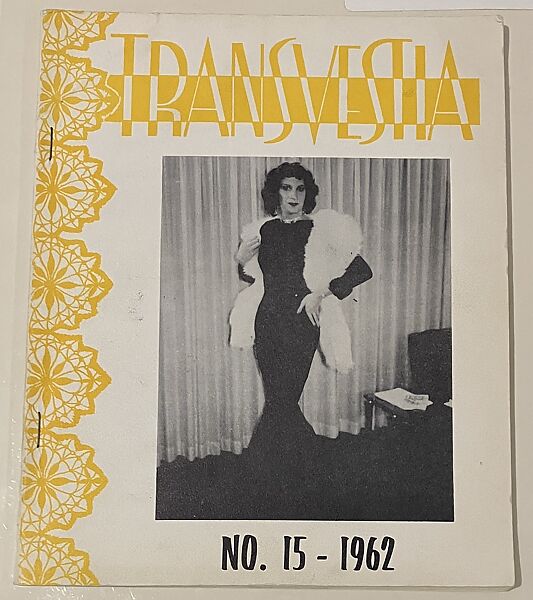 TRANSVESTIA
NO. 15 - 1962